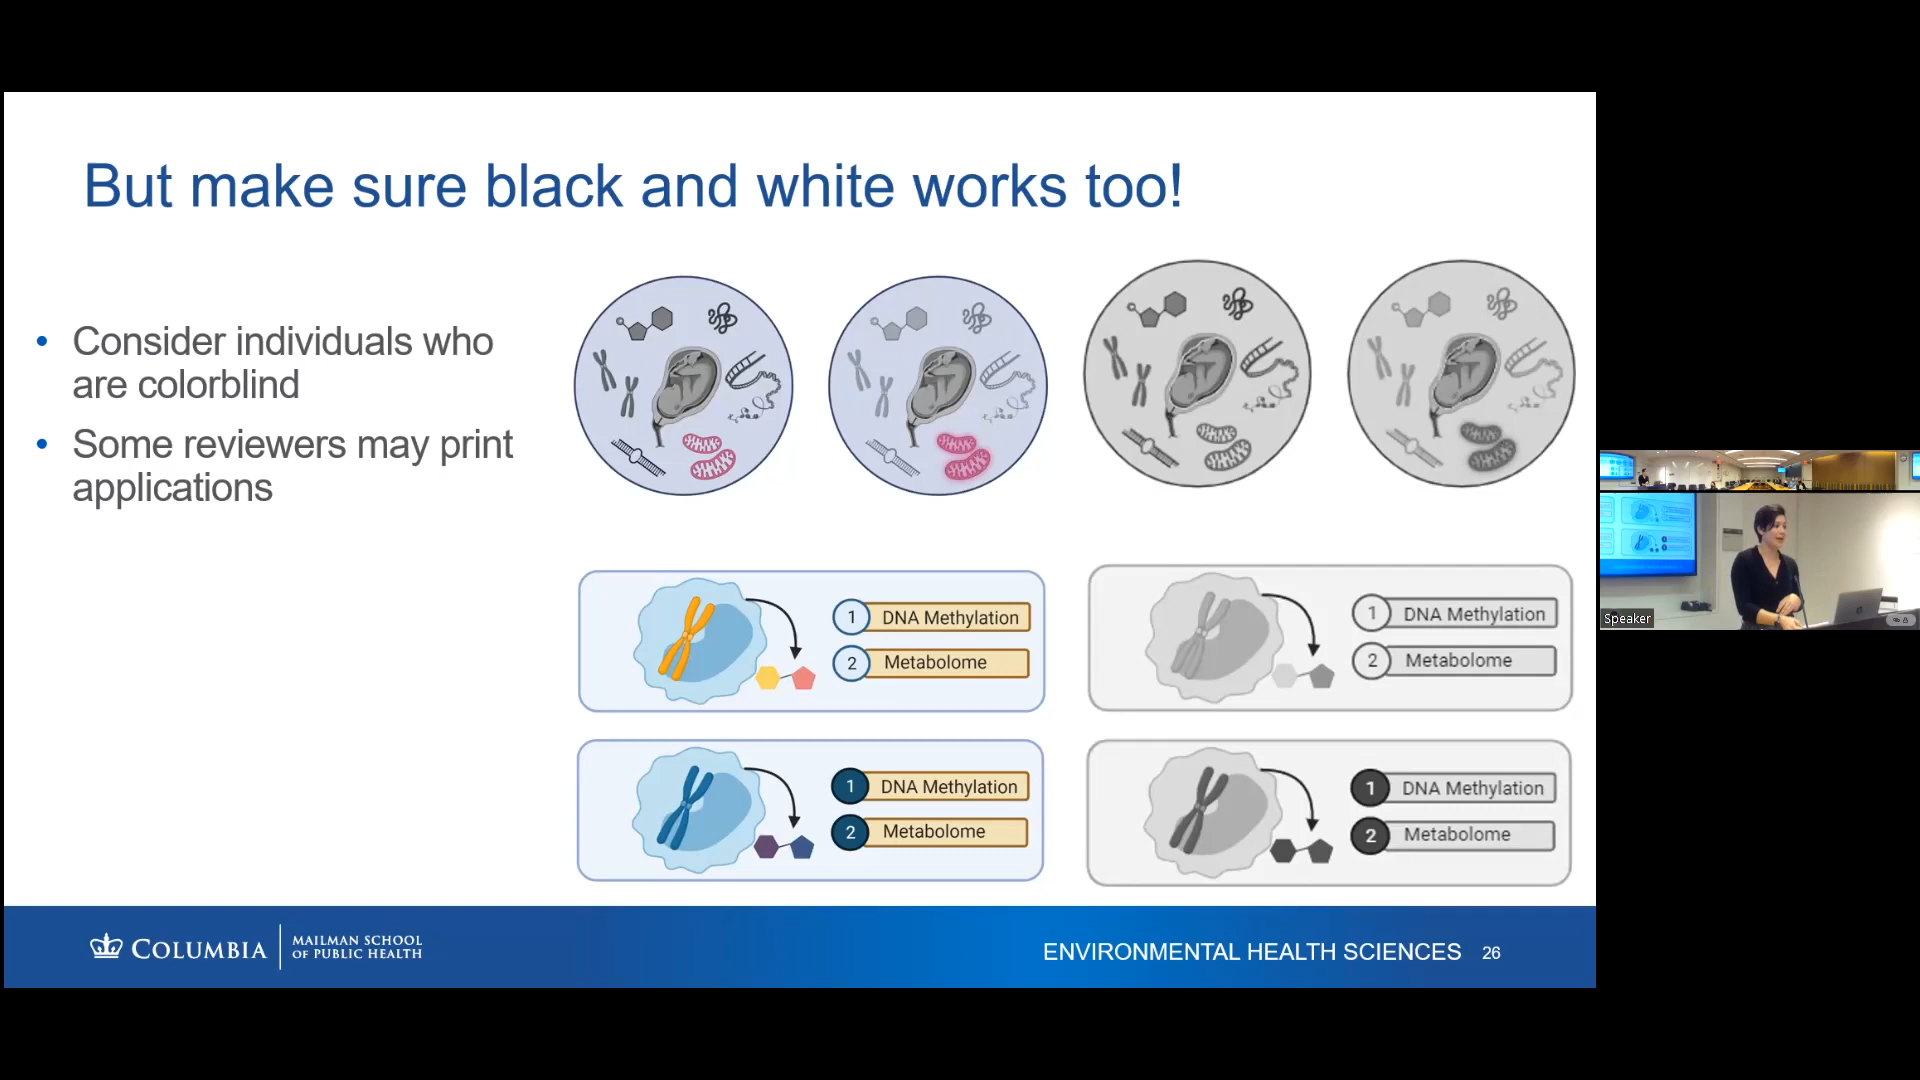 But make sure black and white works too!
• Consider individuals who
are colorblind
• Some reviewers may print
applications
1 DNA Methylation
2 Metabolome
1 DNA Methylation
2 Metabolome
1 DNA Methylation
2 Metabolome
1 DNA Methylation
2 Metabolome
COLUMBIA
MAILMAN SCHOOL
OF PUBLIC HEALTH
ENVIRONMENTAL HEALTH SCIENCES 26
Speaker